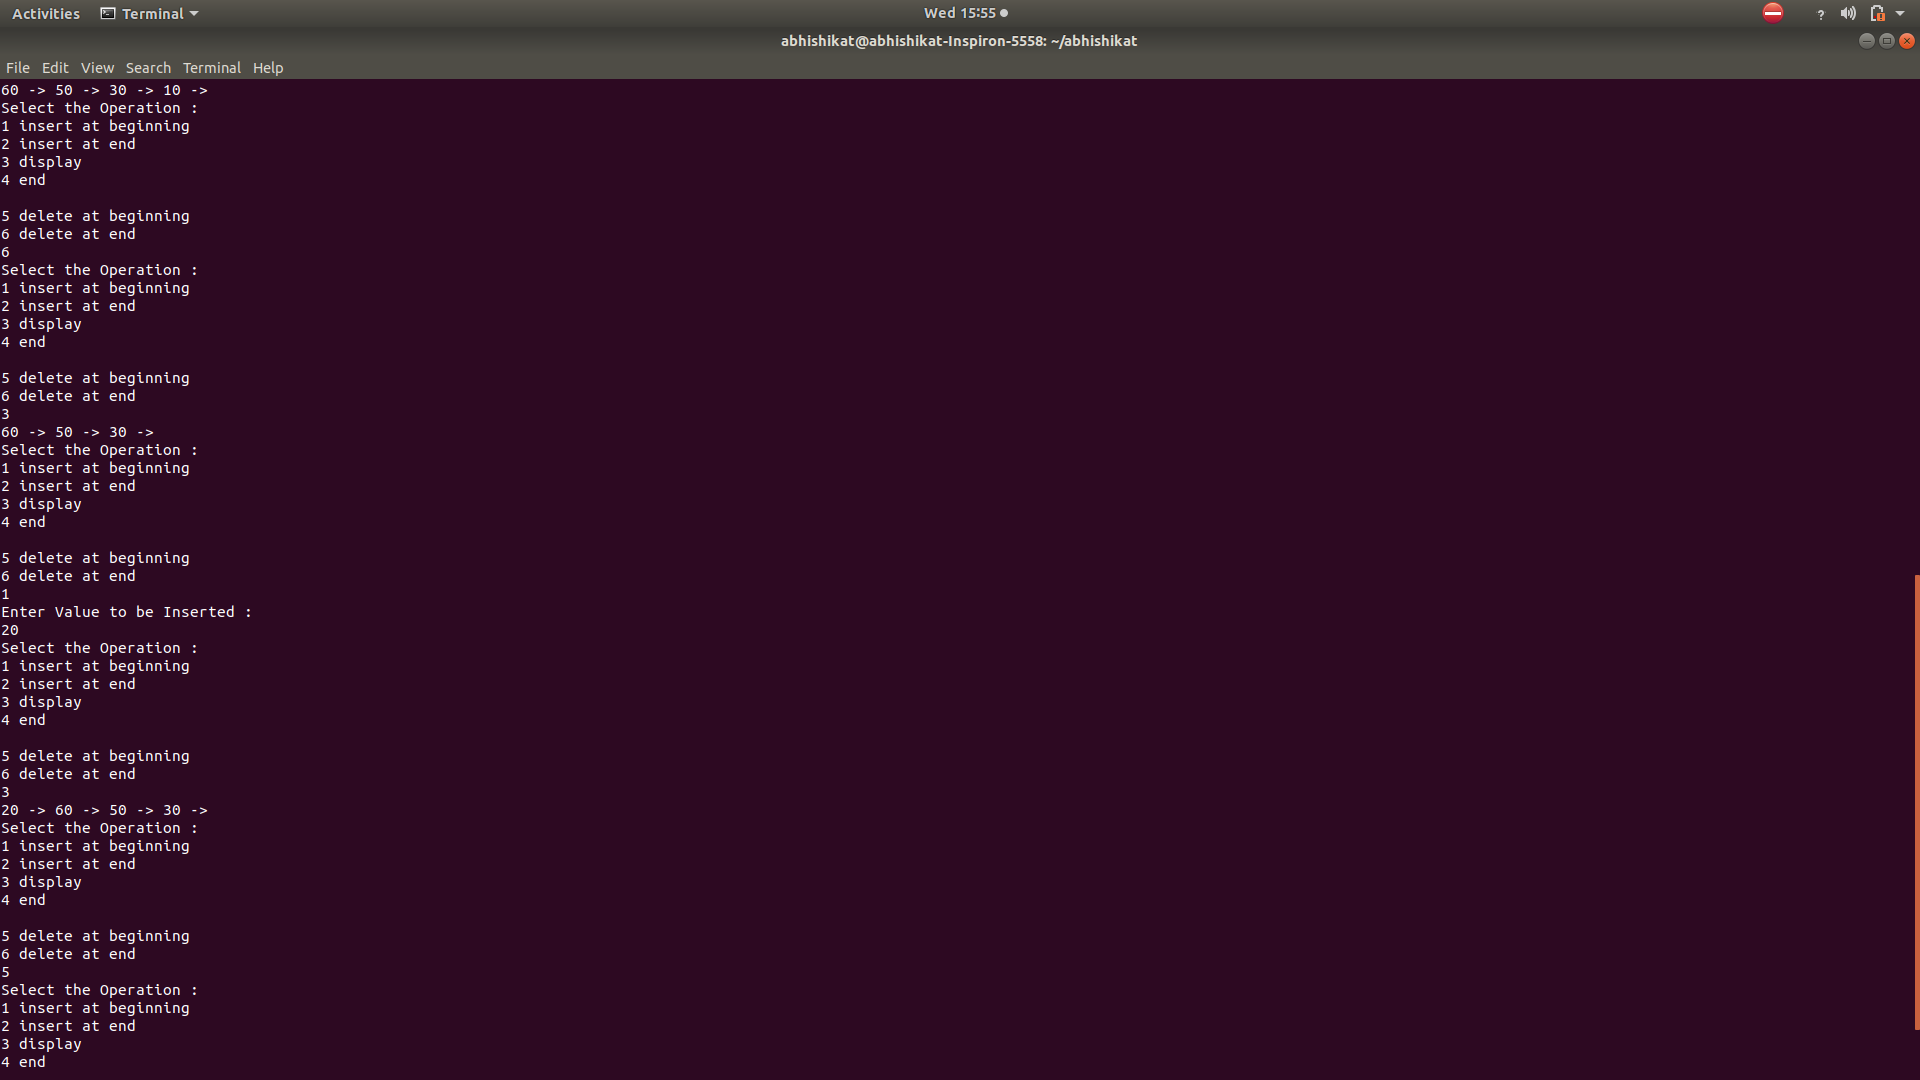 Activities Terminal Wed 15:55
abhishikat@abhishikat-Inspiron-5558: ~/abhishikat
File Edit View Search Terminal Help
60 -> 50 -> 30 -> 10 ->
Select the Operation :
1 insert at beginning
2 insert at end
3 display
4 end

5 delete at beginning
6 delete at end
6
Select the Operation :
1 insert at beginning
2 insert at end
3 display
4 end

5 delete at beginning
6 delete at end
3
60 -> 50 -> 30 ->
Select the Operation :
1 insert at beginning
2 insert at end
3 display
4 end

5 delete at beginning
6 delete at end
1
Enter Value to be Inserted :
20
Select the Operation :
1 insert at beginning
2 insert at end
3 display
4 end

5 delete at beginning
6 delete at end
3
20 -> 60 -> 50 -> 30 ->
Select the Operation :
1 insert at beginning
2 insert at end
3 display
4 end

5 delete at beginning
6 delete at end
5
Select the Operation :
1 insert at beginning
2 insert at end
3 display
4 end